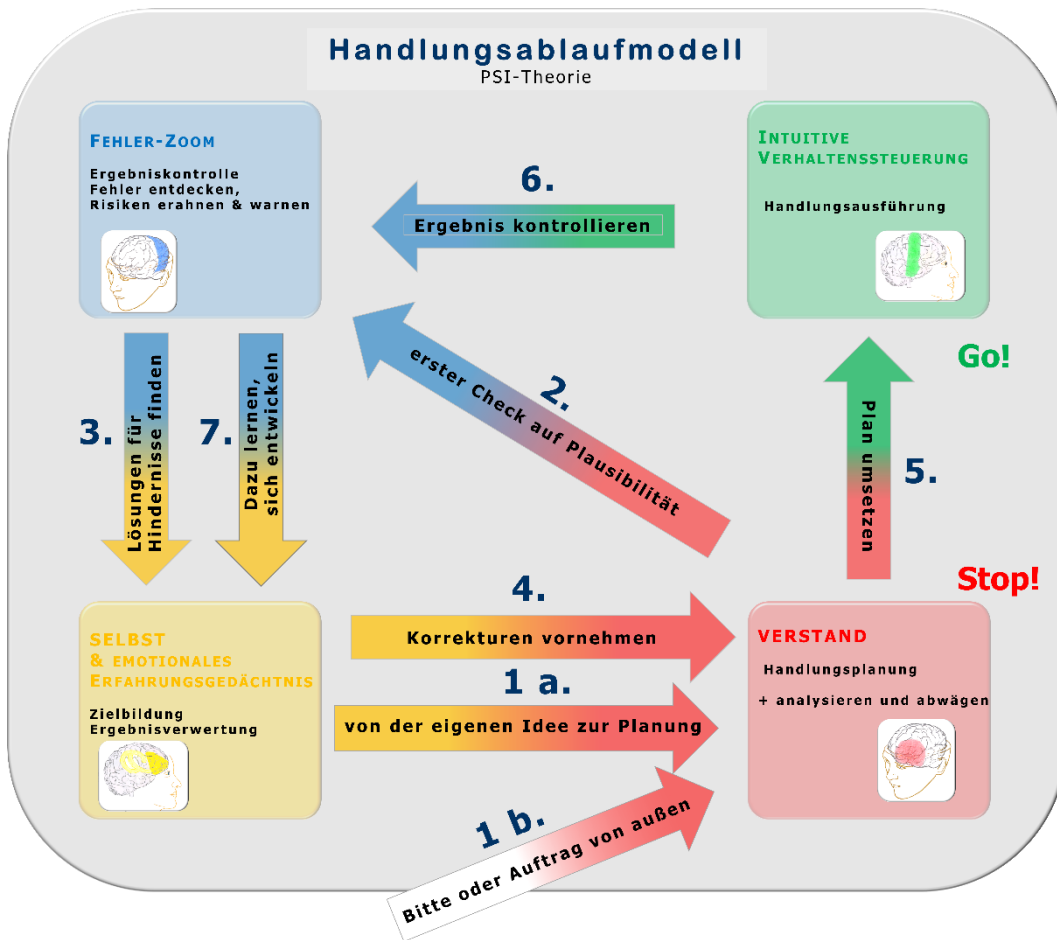 Handlungsablaufmodell
PSI-Theorie
FEHLER-ZOOM
Ergebniskontrolle
Fehler entdecken,
Risiken erahnen & warnen
INTUITIVE
VERHALTENSSTEUERUNG
Handlungsausführung
6.
Ergebnis kontrollieren
2.
erster Check auf Plausibilität
3.
Lösungen für
Hindernisse finden
7.
Dazu lernen,
sich entwickeln
Go!
5.
Plan umsetzen
Stop!
4.
Korrekturen vornehmen
SELBST
& EMOTIONALES
ERFAHRUNGSGEDÄCHTNIS
Zielbildung
Ergebnisverwertung
1 a.
von der eigenen Idee zur Planung
VERSTAND
Handlungsplanung
+ analysieren und abwägen
1 b.
Bitte oder Auftrag von außen